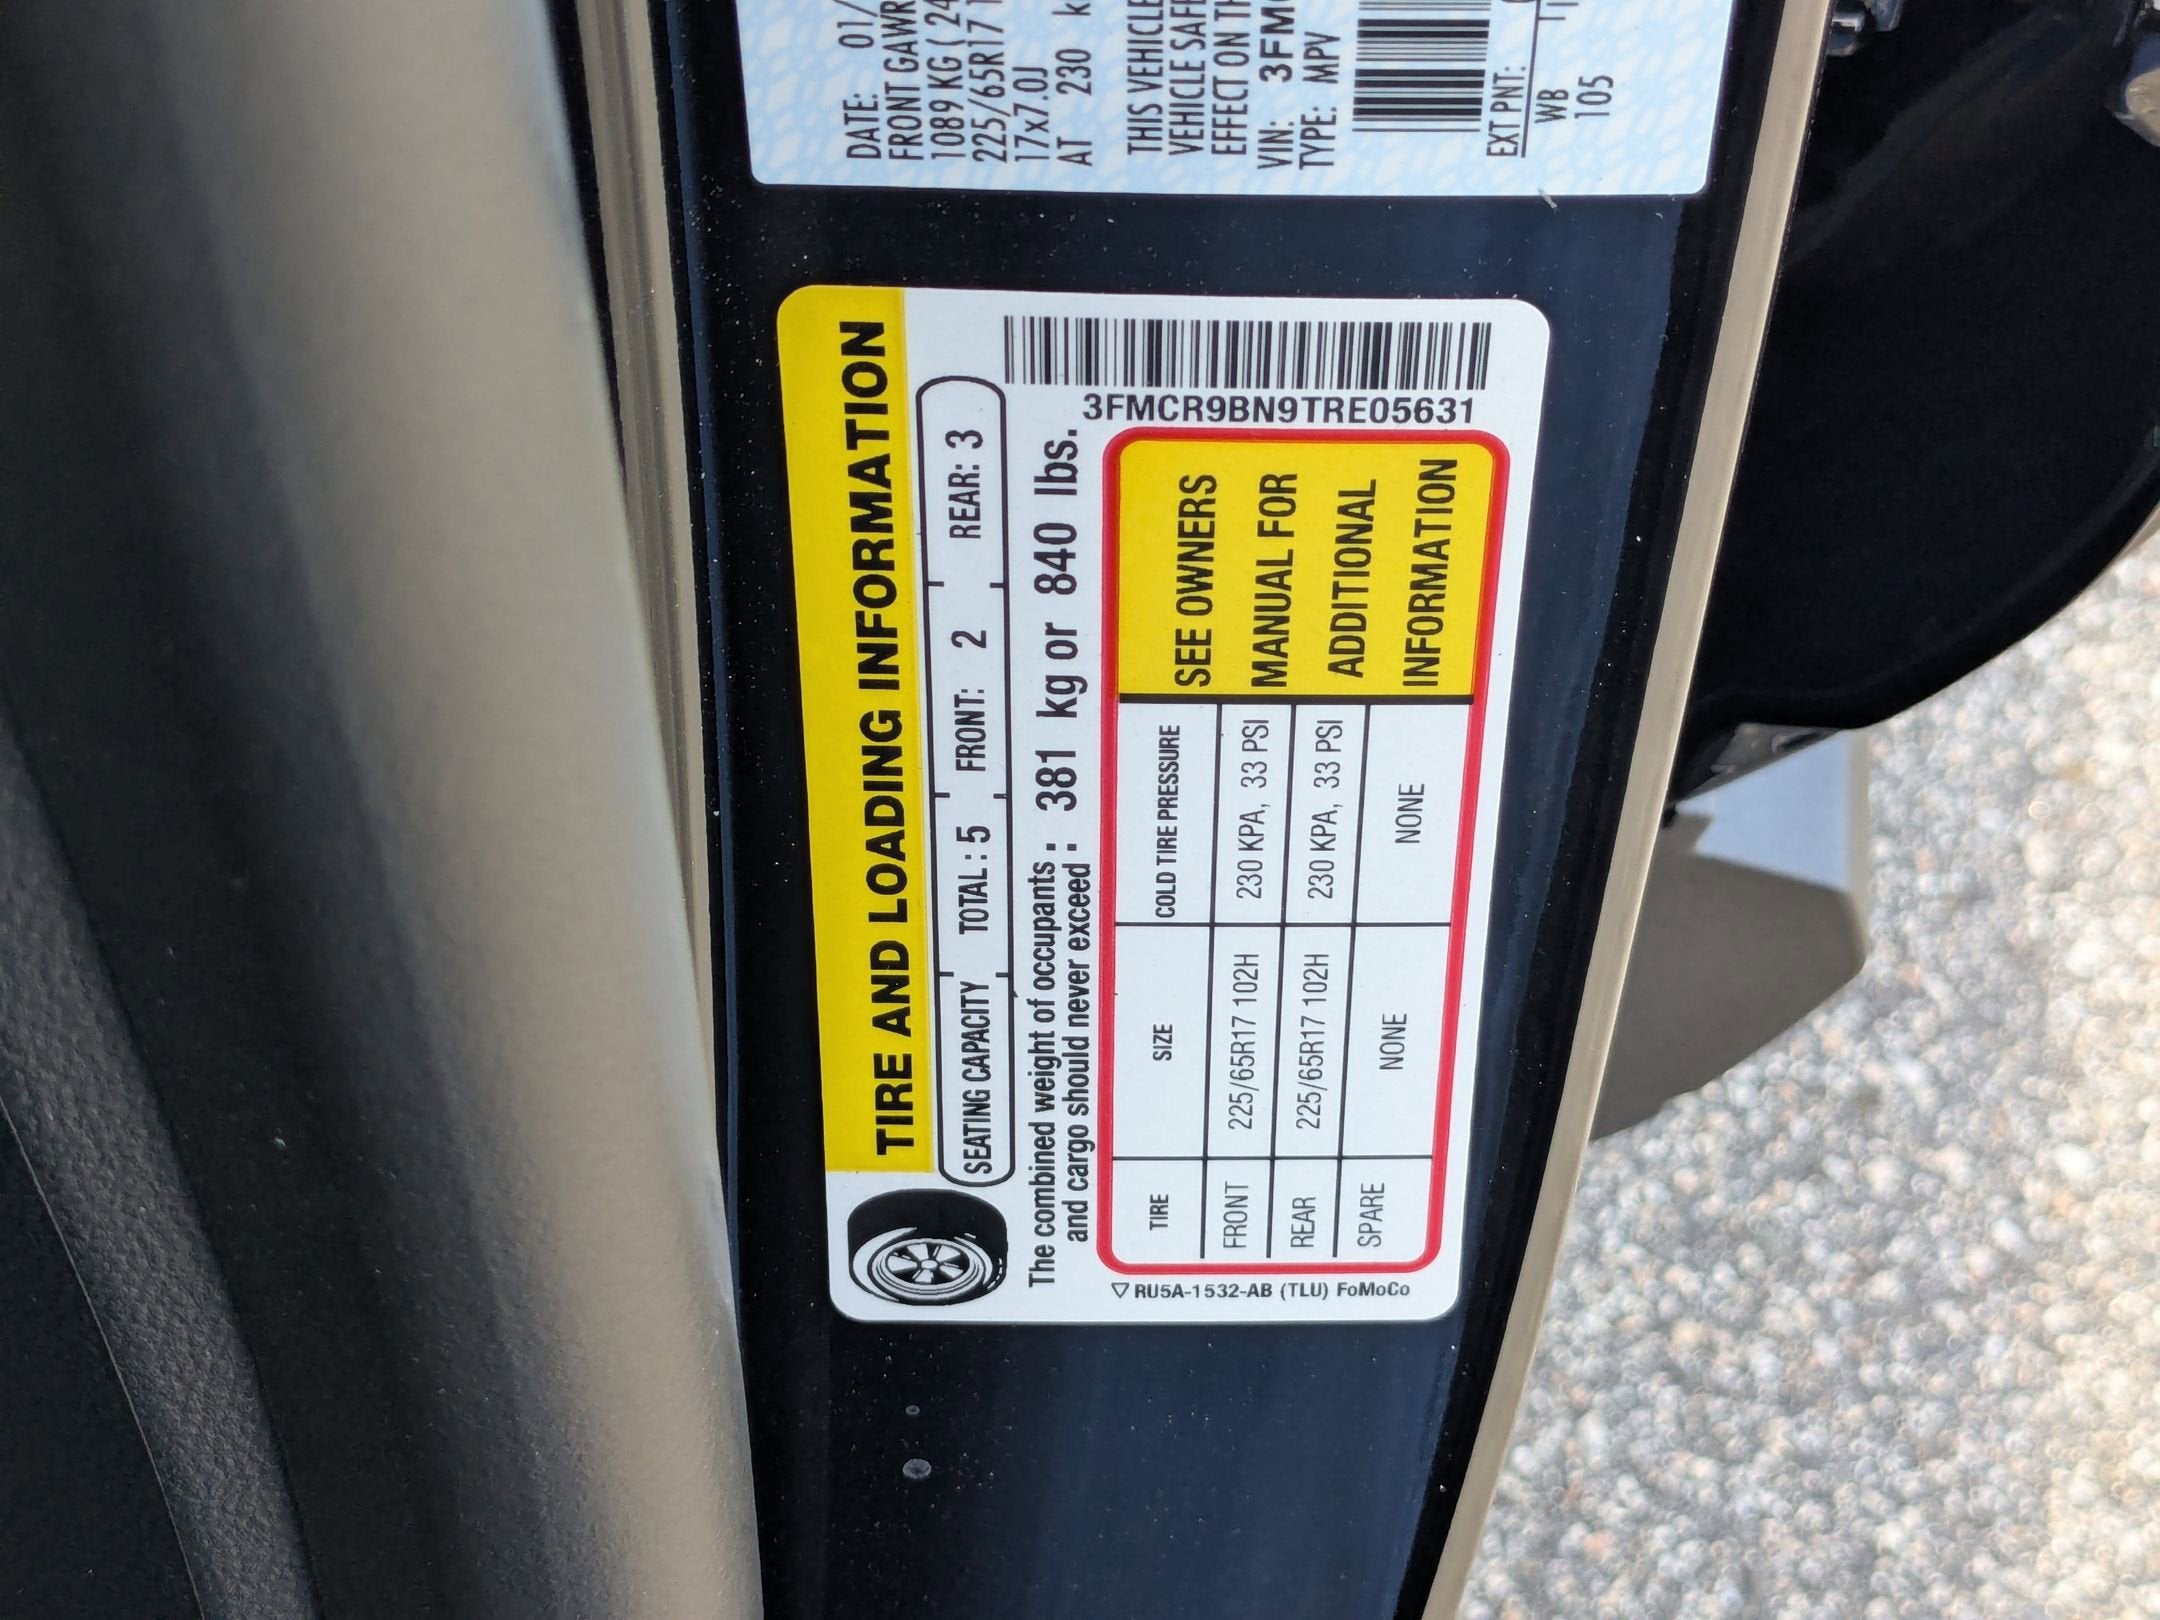 DATE: 01/
FRONT GAWR
1089 KG ( 24
225/65R17 1
17x7.0J
AT 230 k
THIS VEHICLE
VEHICLE SAFE
EFFECT ON TH
VIN: 3FMC
TYPE: MPV
EXT PNT:
WB
105
TIRE AND LOADING INFORMATION
SEATING CAPACITY TOTAL : 5 FRONT: 2 REAR: 3
The combined weight of occupants : 381 kg or 840 lbs.
and cargo should never exceed :
3FMCR9BN9TRE05631
TIRE SIZE COLD TIRE PRESSURE
FRONT 225/65R17 102H 230 KPA, 33 PSI
REAR 225/65R17 102H 230 KPA, 33 PSI
SPARE NONE NONE
SEE OWNERS
MANUAL FOR
ADDITIONAL
INFORMATION
RU5A-1532-AB (TLU) FoMoCo